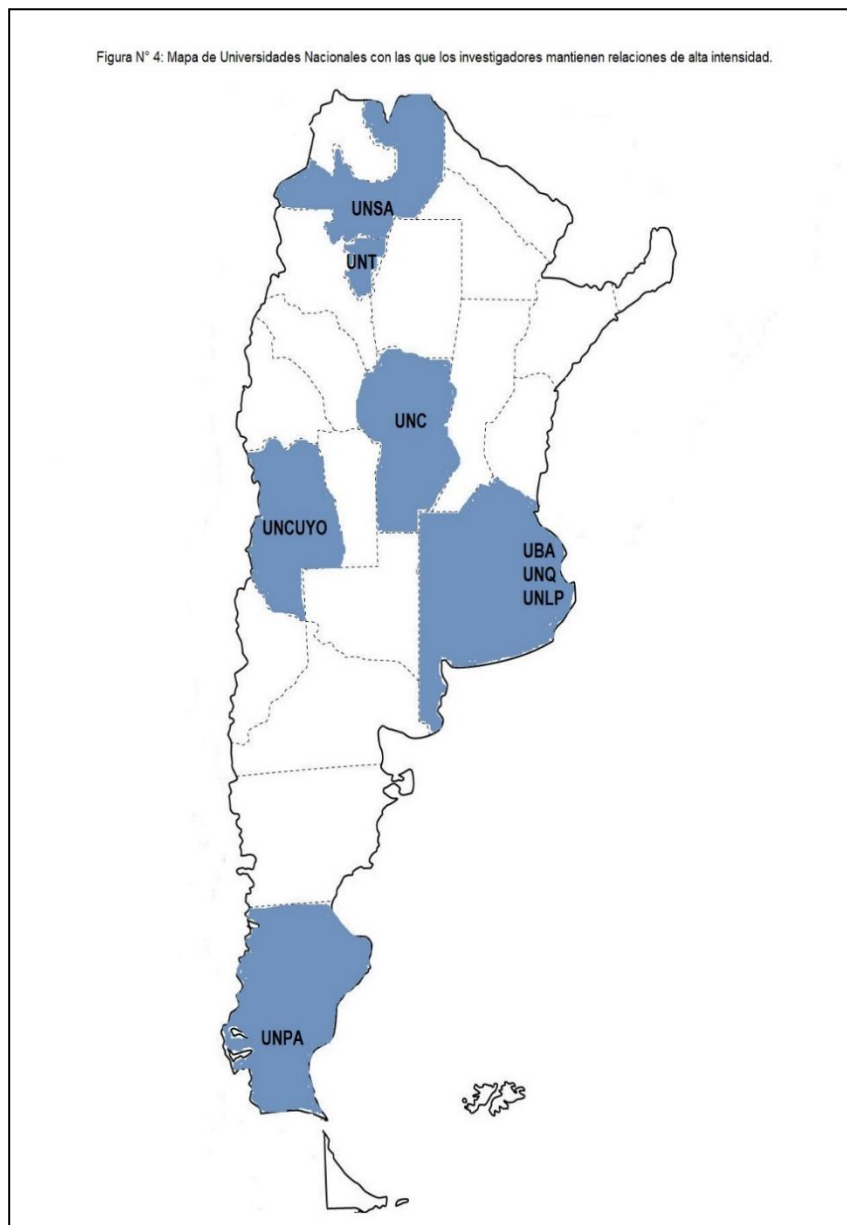 Figura N° 4: Mapa de Universidades Nacionales con las que los investigadores mantienen relaciones de alta intensidad.
UNSA
UNT
UNC
UNCUYO
UBA
UNQ
UNLP
UNPA